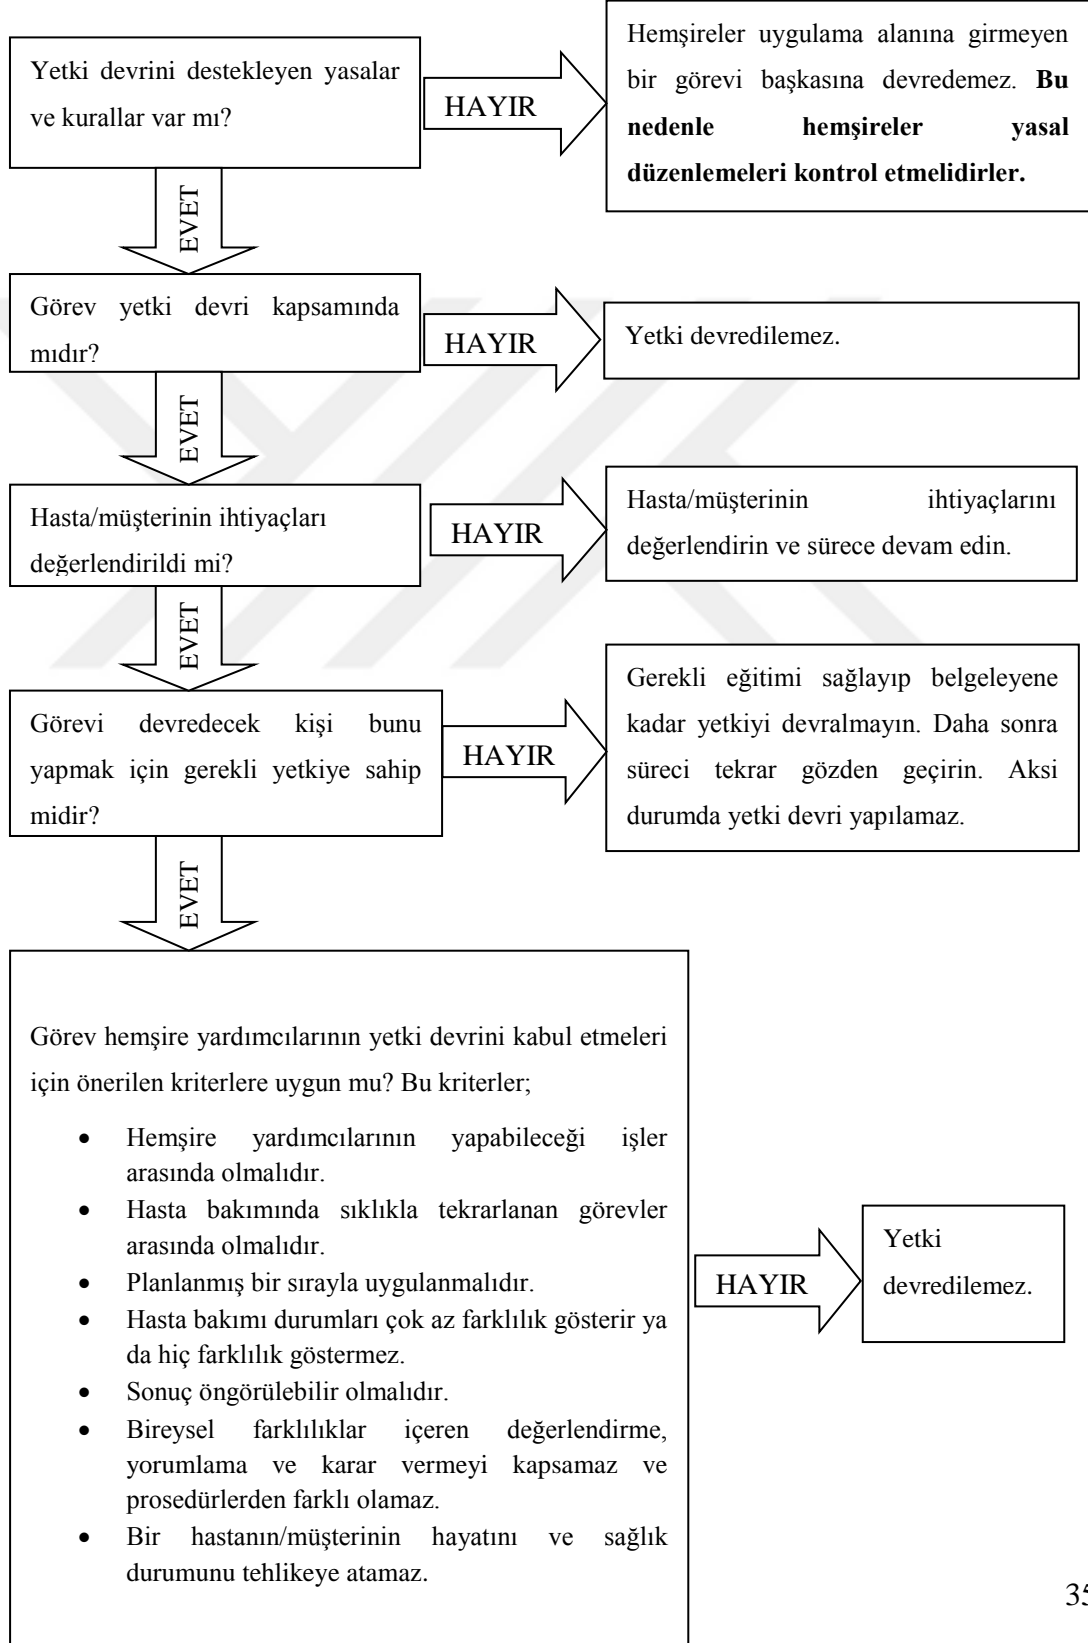 Yetki devrini destekleyen yasalar
ve kurallar var mı?
HAYIR
Hemşireler uygulama alanına girmeyen
bir görevi başkasına devredemez. Bu
nedenle hemşireler yasal
düzenlemeleri kontrol etmelidirler.
EVET
Görev yetki devri kapsamında
mıdır?
HAYIR
Yetki devredilemez.
EVET
Hasta/müşterinin ihtiyaçları
değerlendirildi mi?
HAYIR
Hasta/müşterinin ihtiyaçlarını
değerlendirin ve sürece devam edin.
EVET
Görevi devredecek kişi bunu
yapmak için gerekli yetkiye sahip
midir?
HAYIR
Gerekli eğitimi sağlayıp belgeleyene
kadar yetkiyi devralmayın. Daha sonra
süreci tekrar gözden geçirin. Aksi
durumda yetki devri yapılamaz.
EVET
Görev hemşire yardımcılarının yetki devrini kabul etmeleri
için önerilen kriterlere uygun mu? Bu kriterler;
• Hemşire yardımcılarının yapabileceği işler
arasında olmalıdır.
• Hasta bakımında sıklıkla tekrarlanan görevler
arasında olmalıdır.
• Planlanmış bir sırayla uygulanmalıdır.
• Hasta bakımı durumları çok az farklılık gösterir ya
da hiç farklılık göstermez.
• Sonuç öngörülebilir olmalıdır.
• Bireysel farklılıklar içeren değerlendirme,
yorumlama ve karar vermeyi kapsamaz ve
prosedürlerden farklı olamaz.
• Bir hastanın/müşterinin hayatını ve sağlık
durumunu tehlikeye atamaz.
HAYIR
Yetki
devredilemez.
35